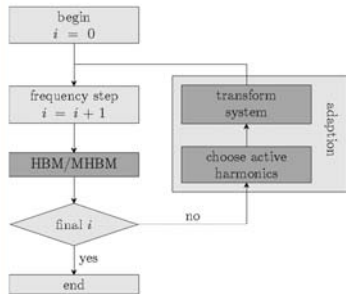 begin
i = 0
frequency step
i = i + 1
HBM/MHBM
final i
yes
end
no
transform
system
choose active
harmonics
adaption